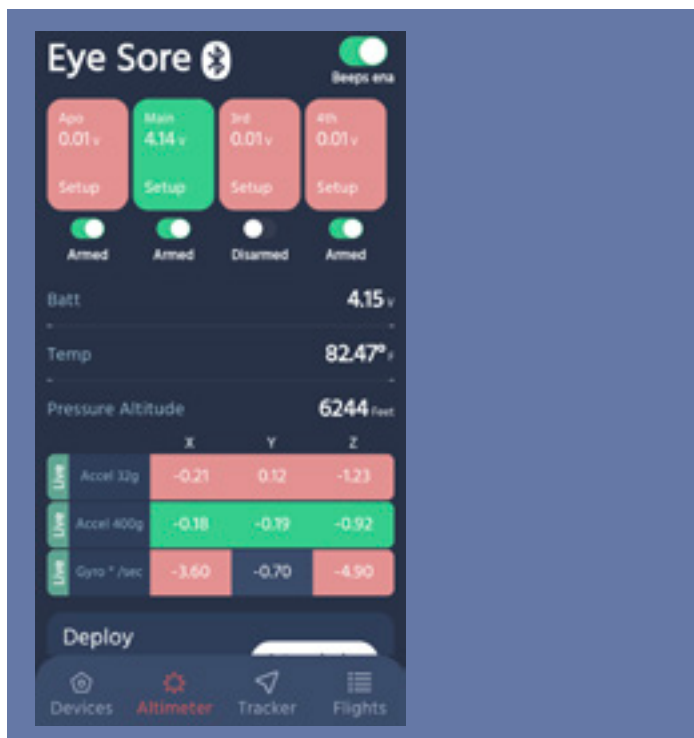 Eye Sore
Beeps ena
Apo Main 3rd 4th
0.01 v 4.14 v 0.01 v 0.01 v
Setup Setup Setup Setup
Armed Armed Disarmed Armed
Batt 4.15 v
Temp 82.47° F
Pressure Altitude 6244 Feet
X Y Z
Live Accel 32g -0.21 0.12 -1.23
Live Accel 400g -0.18 -0.19 -0.92
Live Gyro ° /sec -3.60 -0.70 -4.90
Deploy
Devices Altimeter Tracker Flights